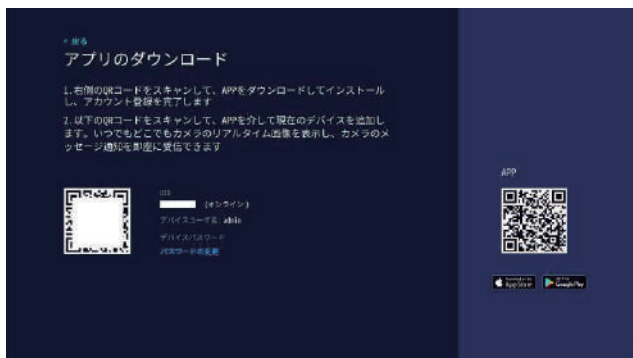 < 戻る
アプリのダウンロード
1.右側のQRコードをスキャンして、APPをダウンロードしてインストール
し、アカウント登録を完了します
2.以下のQRコードをスキャンして、APPを介して現在のデバイスを追加し
ます。いつでもどこでもカメラのリアルタイム画像を表示し、カメラのメ
ッセージ通知を即座に受信できます
APP
UID
(オンライン)
デバイスユーザ名: admin
デバイスパスワード
パスワードの変更
App Store
Google Play